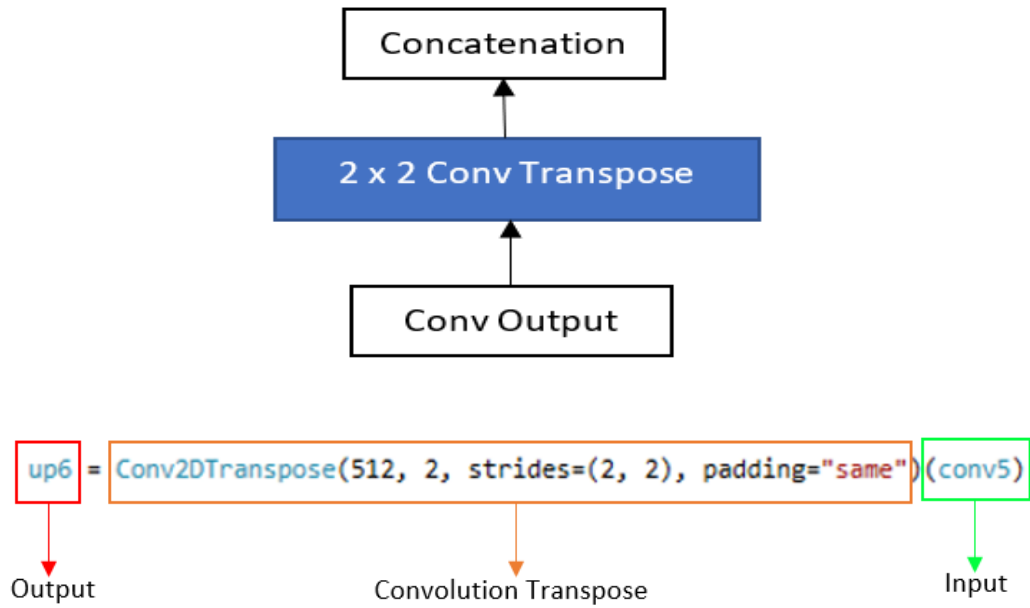 Concatenation
2 x 2 Conv Transpose
Conv Output
up6 = Conv2DTranspose(512, 2, strides=(2, 2), padding="same")(conv5)
Output Convolution Transpose Input